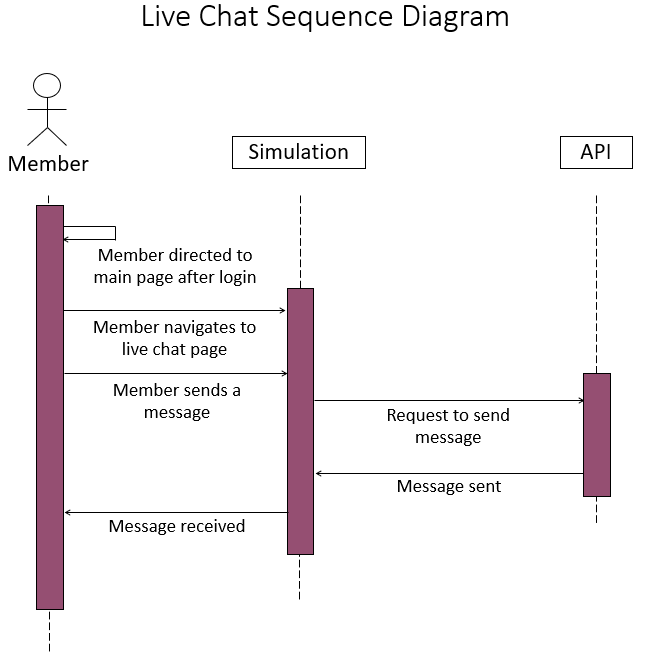 Live Chat Sequence Diagram
Member
Simulation
API
Member directed to
main page after login
Member navigates to
live chat page
Member sends a
message
Request to send
message
Message sent
Message received